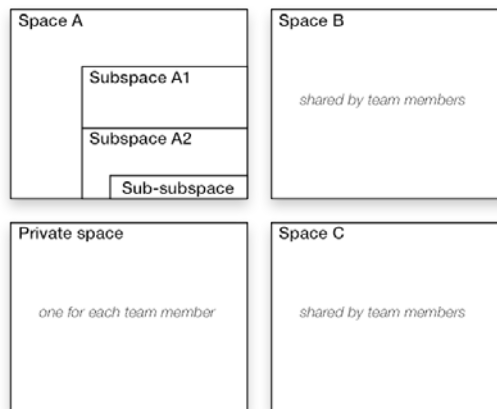 Space A
Subspace A1
Subspace A2
Sub-subspace
Space B
shared by team members
Private space
one for each team member
Space C
shared by team members